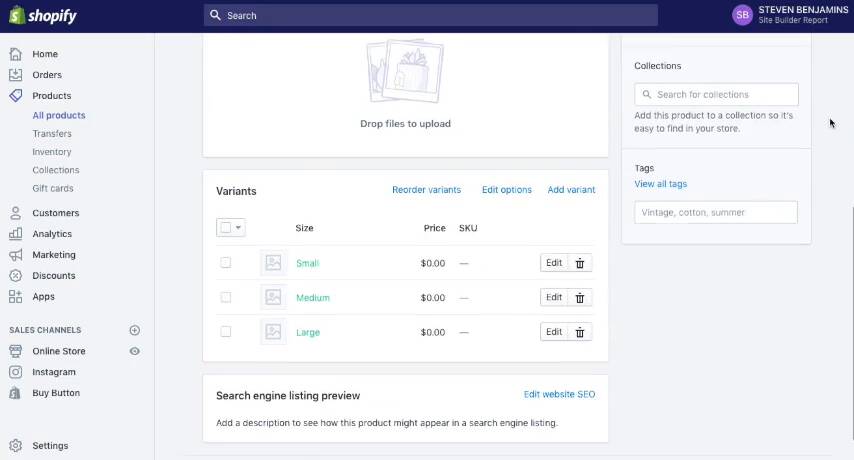 shopify
Search
SB
STEVEN BENJAMINS
Site Builder Report
Home
Orders
Products
All products
Transfers
Inventory
Collections
Gift cards
Customers
Analytics
Marketing
Discounts
Apps
SALES CHANNELS
Online Store
Instagram
Buy Button
Settings
Drop files to upload
Variants
Reorder variants
Edit options
Add variant
Size Price SKU
Small $0.00 — Edit
Medium $0.00 — Edit
Large $0.00 — Edit
Search engine listing preview
Edit website SEO
Add a description to see how this product might appear in a search engine listing.
Collections
Search for collections
Add this product to a collection so it's
easy to find in your store.
Tags
View all tags
Vintage, cotton, summer